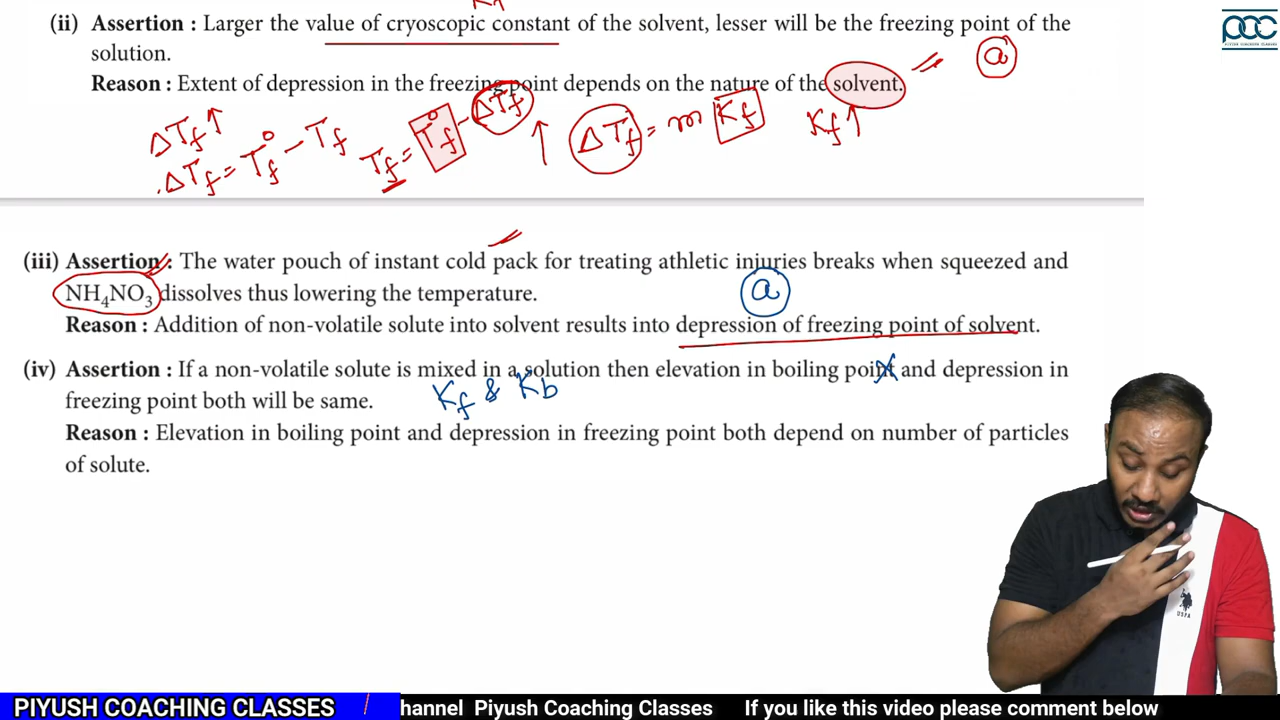 Kf
(ii) Assertion : Larger the value of cryoscopic constant of the solvent, lesser will be the freezing point of the
solution.
Reason : Extent of depression in the freezing point depends on the nature of the solvent. = ⓐ
ΔTf↑
ΔTf = T°f − Tf
Tf = T°f − ΔTf
↑ ΔTf = m Kf
Kf↑
(iii) Assertion : The water pouch of instant cold pack for treating athletic injuries breaks when squeezed and
NH₄NO₃ dissolves thus lowering the temperature.
ⓐ
Reason : Addition of non-volatile solute into solvent results into depression of freezing point of solvent.
(iv) Assertion : If a non-volatile solute is mixed in a solution then elevation in boiling point and depression in
freezing point both will be same.
Kf & Kb
Reason : Elevation in boiling point and depression in freezing point both depend on number of particles
of solute.
pcc
PIYUSH COACHING CLASSES
USPA
PIYUSH COACHING CLASSES / hannel Piyush Coaching Classes If you like this video please comment below